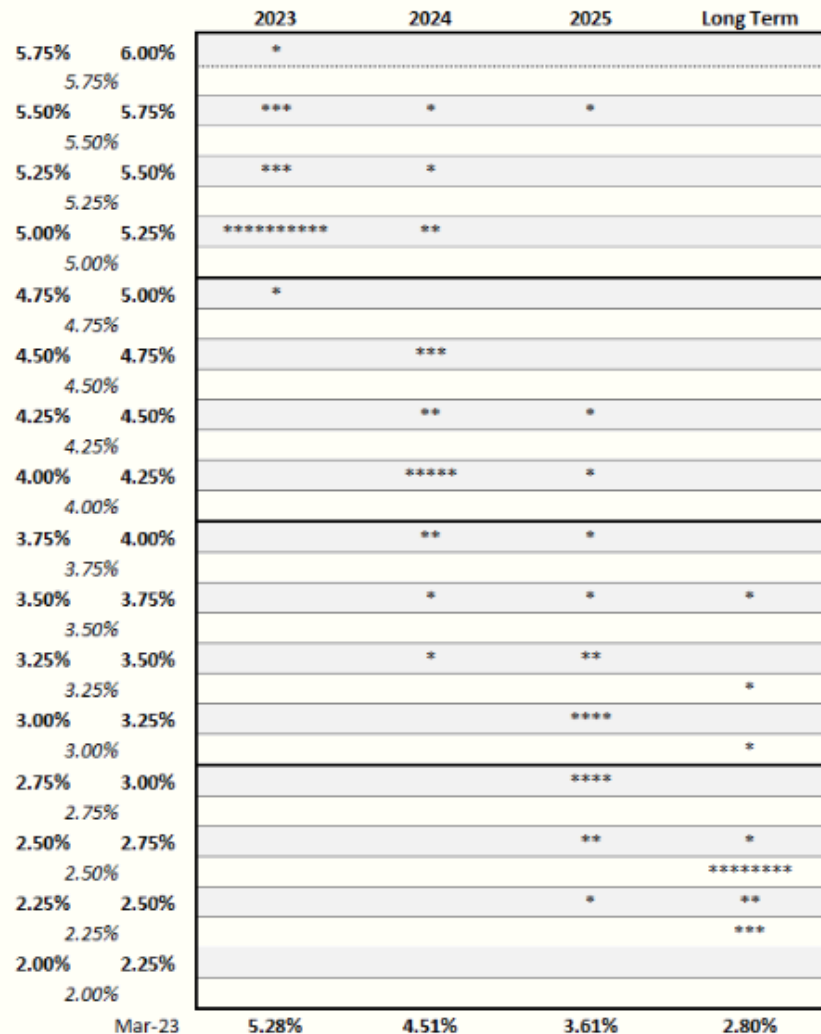 2023 2024 2025 Long Term
5.75% 6.00% *
5.75%
5.50% 5.75% *** * *
5.50%
5.25% 5.50% *** *
5.25%
5.00% 5.25% ********** **
5.00%
4.75% 5.00% *
4.75%
4.50% 4.75% ***
4.50%
4.25% 4.50% ** *
4.25%
4.00% 4.25% ***** *
4.00%
3.75% 4.00% ** *
3.75%
3.50% 3.75% * * *
3.50%
3.25% 3.50% * **
3.25% *
3.00% 3.25% ****
3.00% *
2.75% 3.00% ****
2.75%
2.50% 2.75% ** *
2.50% ********
2.25% 2.50% * **
2.25% ***
2.00% 2.25%
2.00%
Mar-23 5.28% 4.51% 3.61% 2.80%